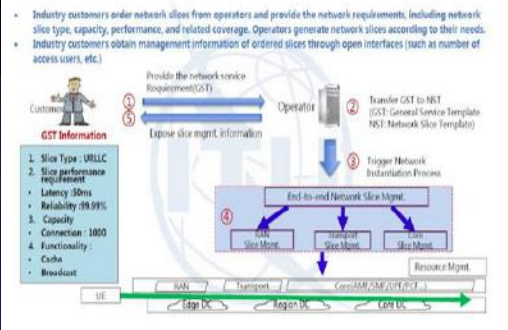 Industry customers order network slices from operators and provide the network requirements, including network
slice type, capacity, performance, and related coverage. Operators generate network slices according to their needs.
Industry customers obtain management information of ordered slices through open interfaces (such as number of
access users, etc.)
Provide the network service
Requirement(GST)
Customer
①
⑤
Operator
②
Transfer GST to NST
(GST: General Service Template
NST: Network Slice Template)
Expose slice mgmt. information
GST Information
③
Trigger Network
Instantiation Process
1. Slice Type : URLLC
2. Slice performance
requirement
• Latency :50ms
• Reliability :99.99%
3. Capacity
• Connection : 1000
4. Functionality :
• Cache
• Broadcast
End-to-end Network Slice Mgmt.
④
RAN
Slice Mgmt.
Transport
Slice Mgmt.
Core
Slice Mgmt.
Resource Mgmt.
RAN
Transport
UE
Edge DC
Region DC
Core DC